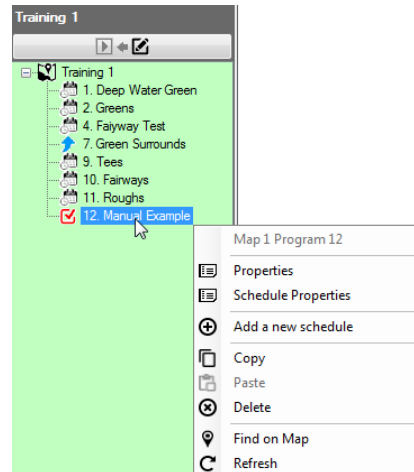 Training 1
Training 1
1. Deep Water Green
2. Greens
4. Faiyway Test
7. Green Surrounds
9. Tees
10. Fairways
11. Roughs
12. Manual Example
Map 1 Program 12
Properties
Schedule Properties
Add a new schedule
Copy
Paste
Delete
Find on Map
Refresh